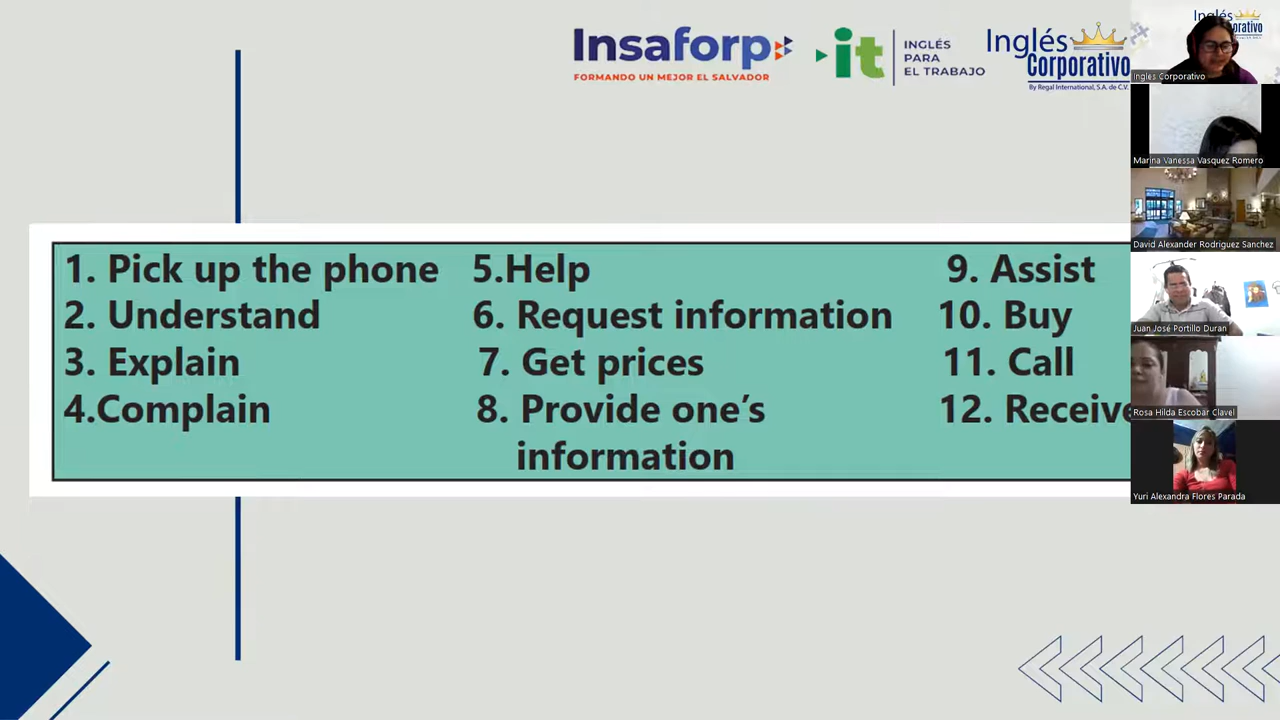 Insaforp
FORMANDO UN MEJOR EL SALVADOR
it
INGLÉS
PARA
EL TRABAJO
Inglés
Corporativo
By Regal International, S.A. de C.V.
1. Pick up the phone
2. Understand
3. Explain
4.Complain
5.Help
6. Request information
7. Get prices
8. Provide one's
information
9. Assist
10. Buy
11. Call
12. Receive
Inglés
Corporativo
Ingles Corporativo
Marina Vanessa Vasquez Romero
David Alexander Rodriguez Sanchez
Juan José Portillo Duran
Rosa Hilda Escobar Clavel
Yuri Alexandra Flores Parada